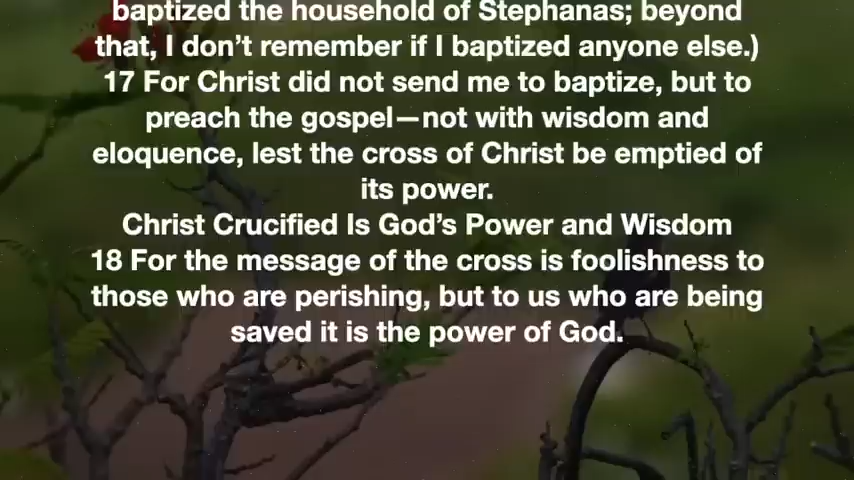 baptized the household of Stephanas; beyond
that, I don’t remember if I baptized anyone else.)
17 For Christ did not send me to baptize, but to
preach the gospel—not with wisdom and
eloquence, lest the cross of Christ be emptied of
its power.
Christ Crucified Is God’s Power and Wisdom
18 For the message of the cross is foolishness to
those who are perishing, but to us who are being
saved it is the power of God.